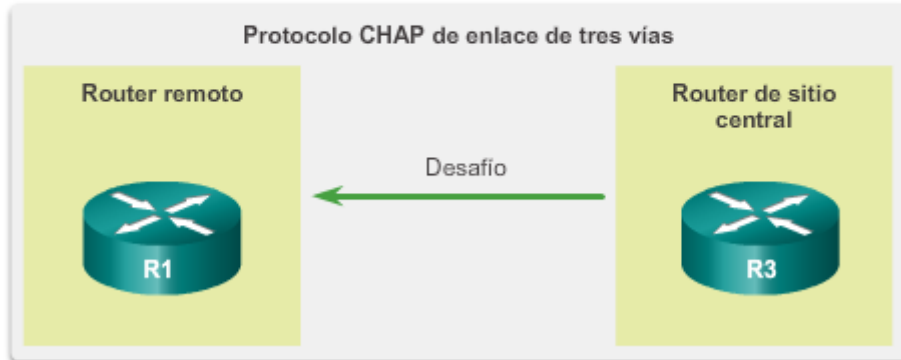 Protocolo CHAP de enlace de tres vías
Router remoto
Router de sitio
central
Desafío
R1
R3